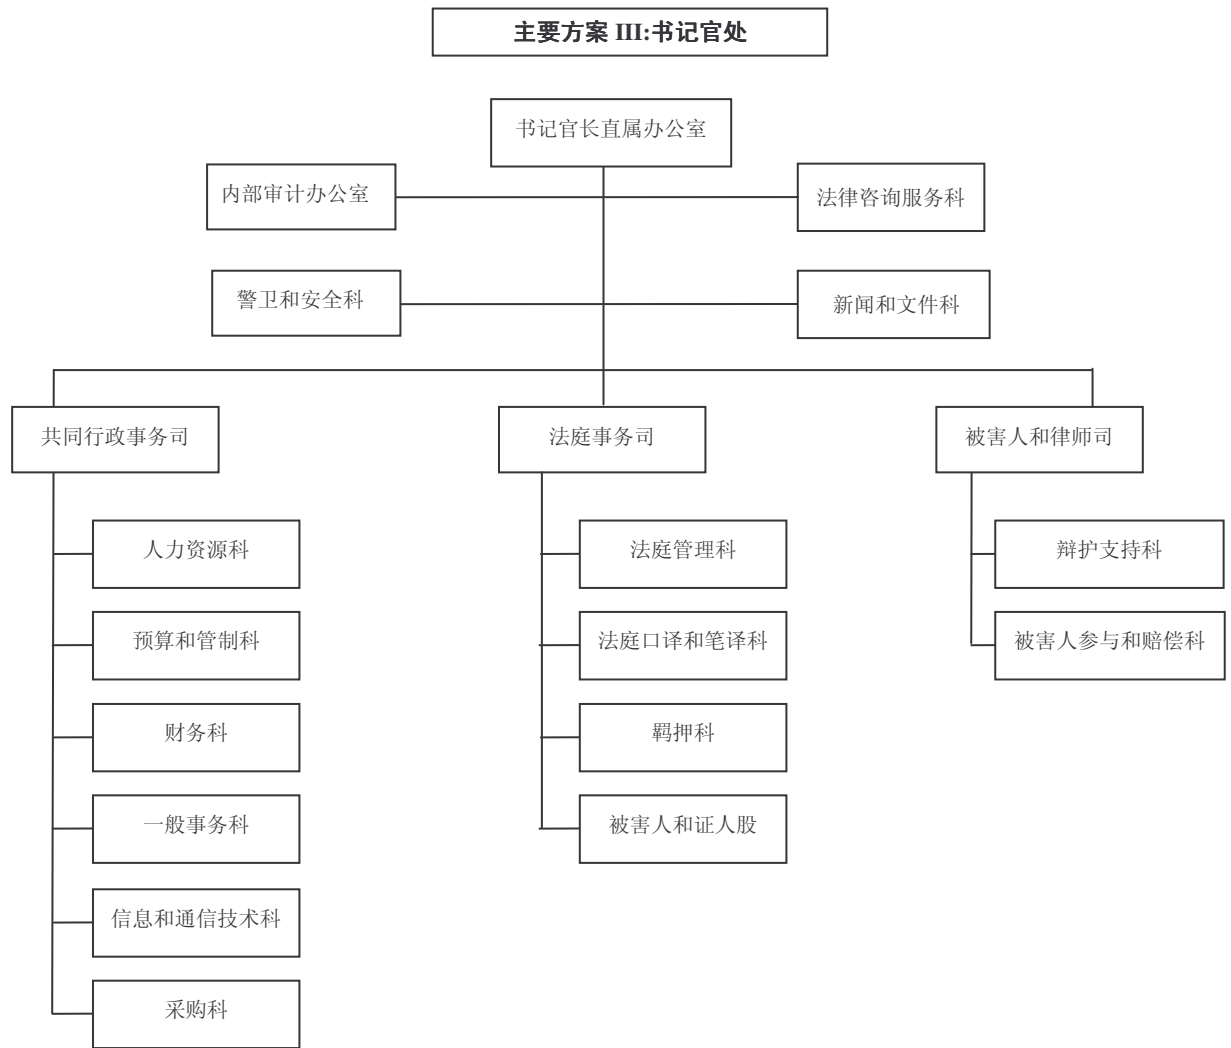 主要方案 III:书记官处
书记官长直属办公室
内部审计办公室
法律咨询服务科
警卫和安全科
新闻和文件科
共同行政事务司
法庭事务司
被害人和律师司
人力资源科
预算和管制科
财务科
一般事务科
信息和通信技术科
采购科
法庭管理科
法庭口译和笔译科
羁押科
被害人和证人股
辩护支持科
被害人参与和赔偿科